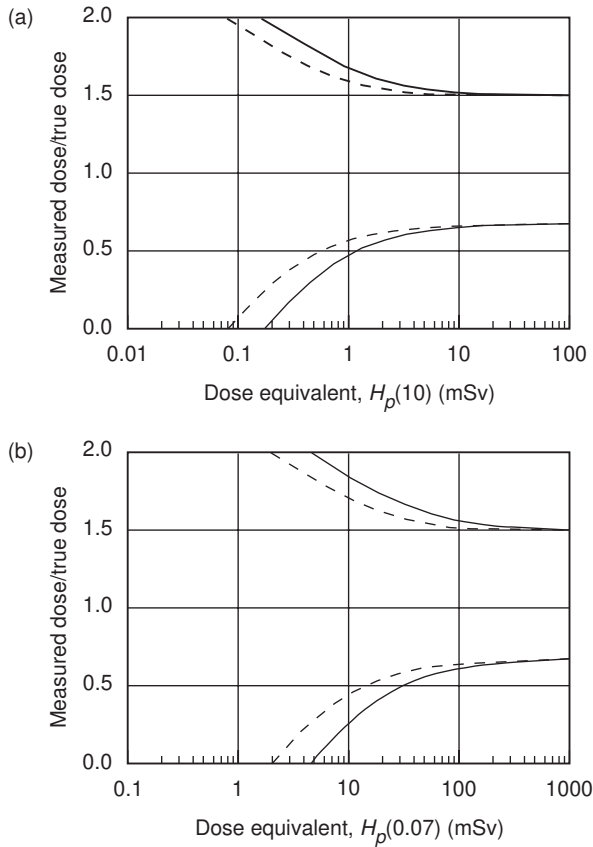 (a)
2.0
1.5
1.0
0.5
0.0
Measured dose/true dose
0.01 0.1 1 10 100
Dose equivalent, Hp(10) (mSv)
(b)
2.0
1.5
1.0
0.5
0.0
Measured dose/true dose
0.1 1 10 100 1000
Dose equivalent, Hp(0.07) (mSv)